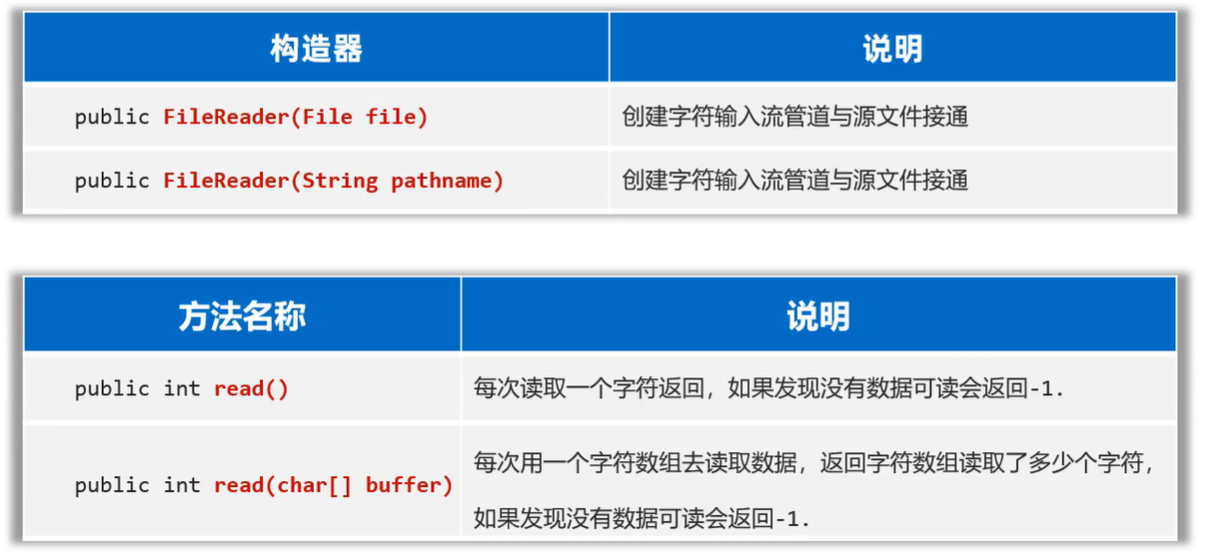 构造器 说明
public FileReader(File file) 创建字符输入流管道与源文件接通
public FileReader(String pathname) 创建字符输入流管道与源文件接通
方法名称 说明
public int read() 每次读取一个字符返回，如果发现没有数据可读会返回-1.
public int read(char[] buffer) 每次用一个字符数组去读取数据，返回字符数组读取了多少个字符，
如果发现没有数据可读会返回-1.